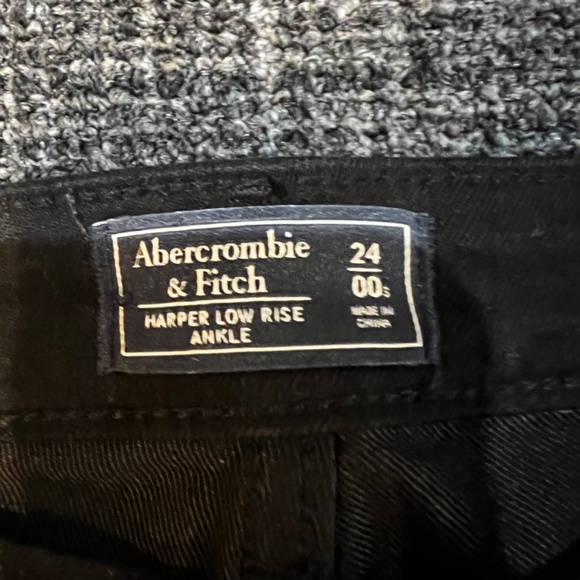 Abercrombie
& Fitch
HARPER LOW RISE
ANKLE
24
00s
MADE IN
CHINA